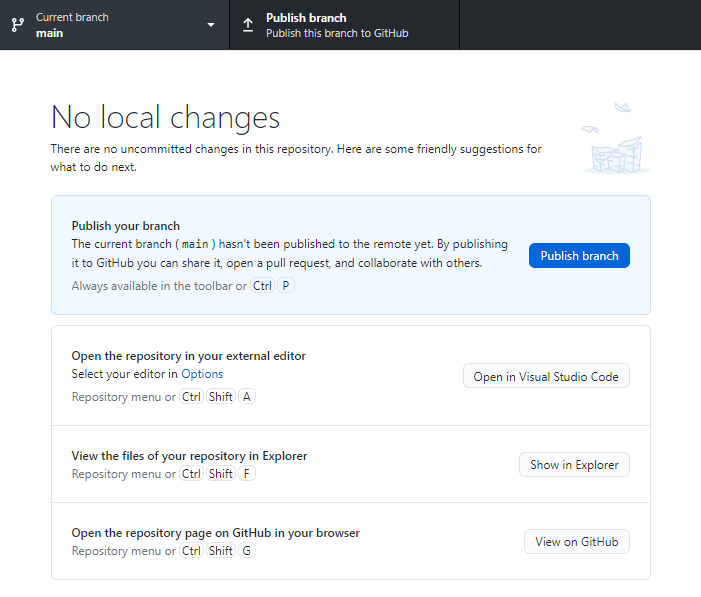 Current branch
main
Publish branch
Publish this branch to GitHub
No local changes
There are no uncommitted changes in this repository. Here are some friendly suggestions for
what to do next.
Publish your branch
The current branch ( main ) hasn't been published to the remote yet. By publishing
it to GitHub you can share it, open a pull request, and collaborate with others.
Always available in the toolbar or Ctrl P
Publish branch
Open the repository in your external editor
Select your editor in Options
Repository menu or Ctrl Shift A
Open in Visual Studio Code
View the files of your repository in Explorer
Repository menu or Ctrl Shift F
Show in Explorer
Open the repository page on GitHub in your browser
Repository menu or Ctrl Shift G
View on GitHub